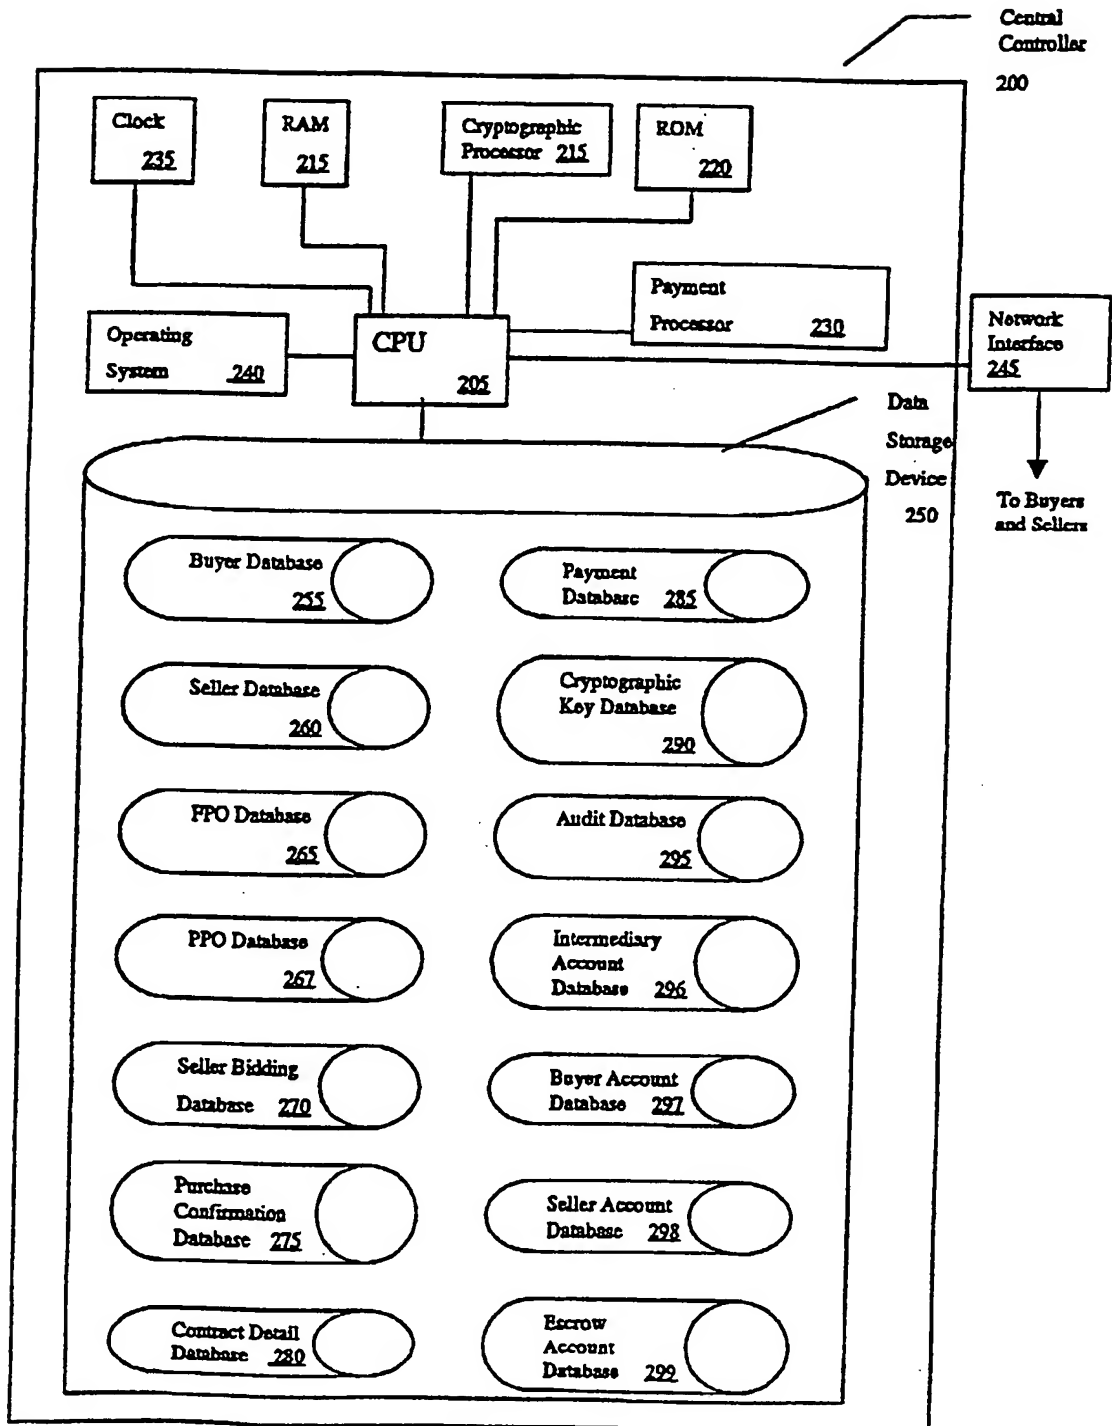 Central
Controller
200
Clock
235
RAM
215
Cryptographic
Processor 215
ROM
220
Payment
Processor 230
Operating
System 240
CPU
205
Network
Interface
245
Data
Storage
Device
250
To Buyers
and Sellers
Buyer Database
255
Payment
Database 285
Seller Database
260
Cryptographic
Key Database
290
FPO Database
265
Audit Database
295
PPO Database
267
Intermediary
Account
Database 296
Seller Bidding
Database 270
Buyer Account
Database 297
Purchase
Confirmation
Database 275
Seller Account
Database 298
Contract Detail
Database 280
Escrow
Account
Database 299